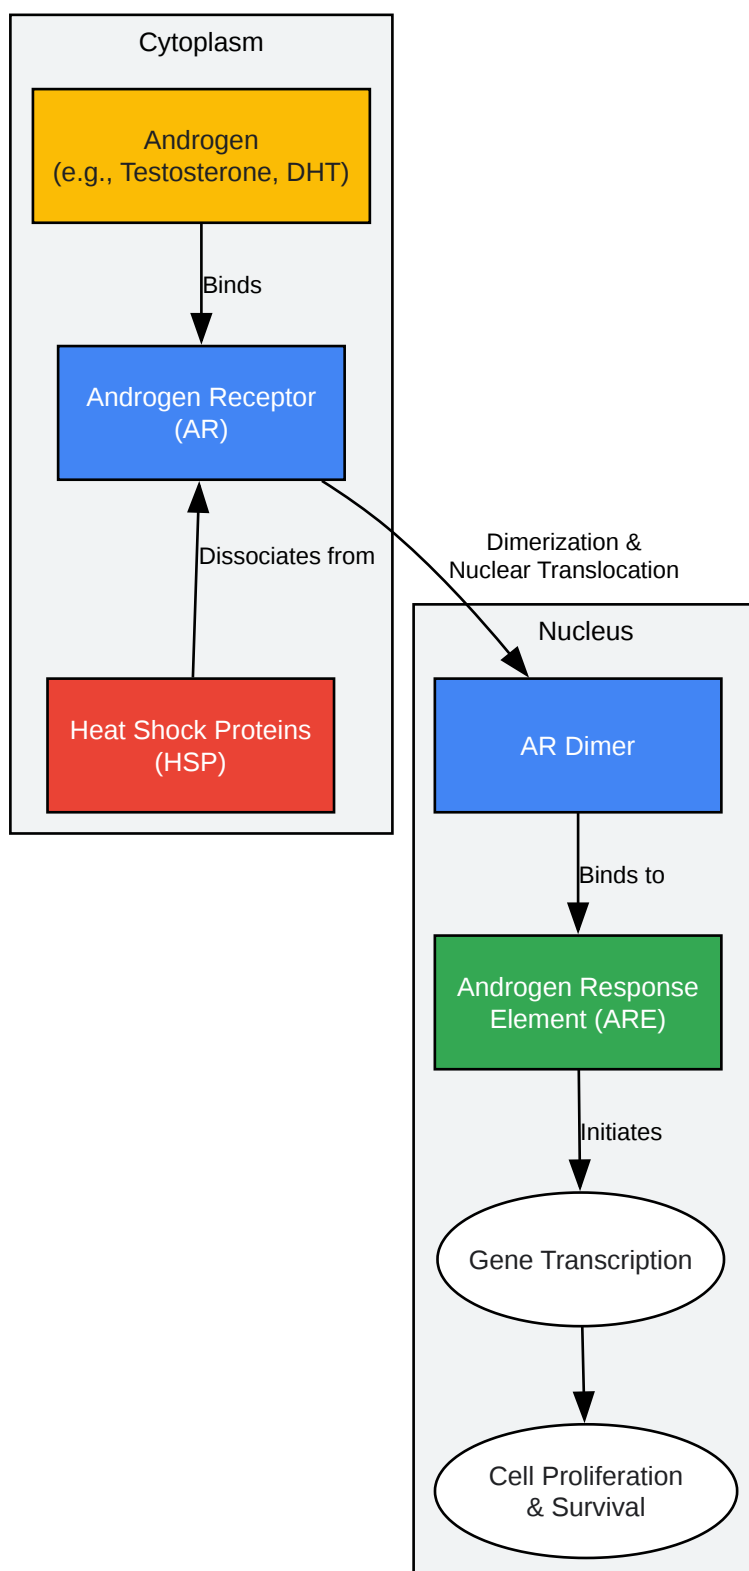 Cytoplasm
Androgen
(e.g., Testosterone, DHT)
Binds
Androgen Receptor
(AR)
Dissociates from
Heat Shock Proteins
(HSP)
Dimerization &
Nuclear Translocation
Nucleus
AR Dimer
Binds to
Androgen Response
Element (ARE)
Initiates
Gene Transcription
Cell Proliferation
& Survival